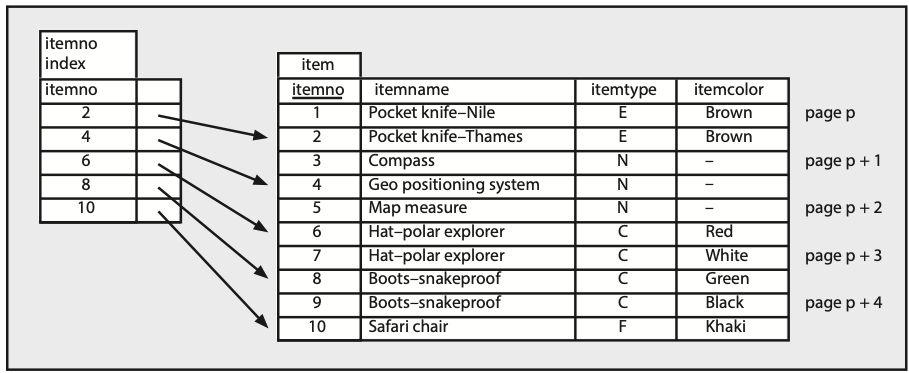 itemno
index
itemno
2
4
6
8
10
item
itemno itemname itemtype itemcolor
1 Pocket knife–Nile E Brown page p
2 Pocket knife–Thames E Brown
3 Compass N – page p + 1
4 Geo positioning system N –
5 Map measure N – page p + 2
6 Hat–polar explorer C Red
7 Hat–polar explorer C White page p + 3
8 Boots–snakeproof C Green
9 Boots–snakeproof C Black page p + 4
10 Safari chair F Khaki